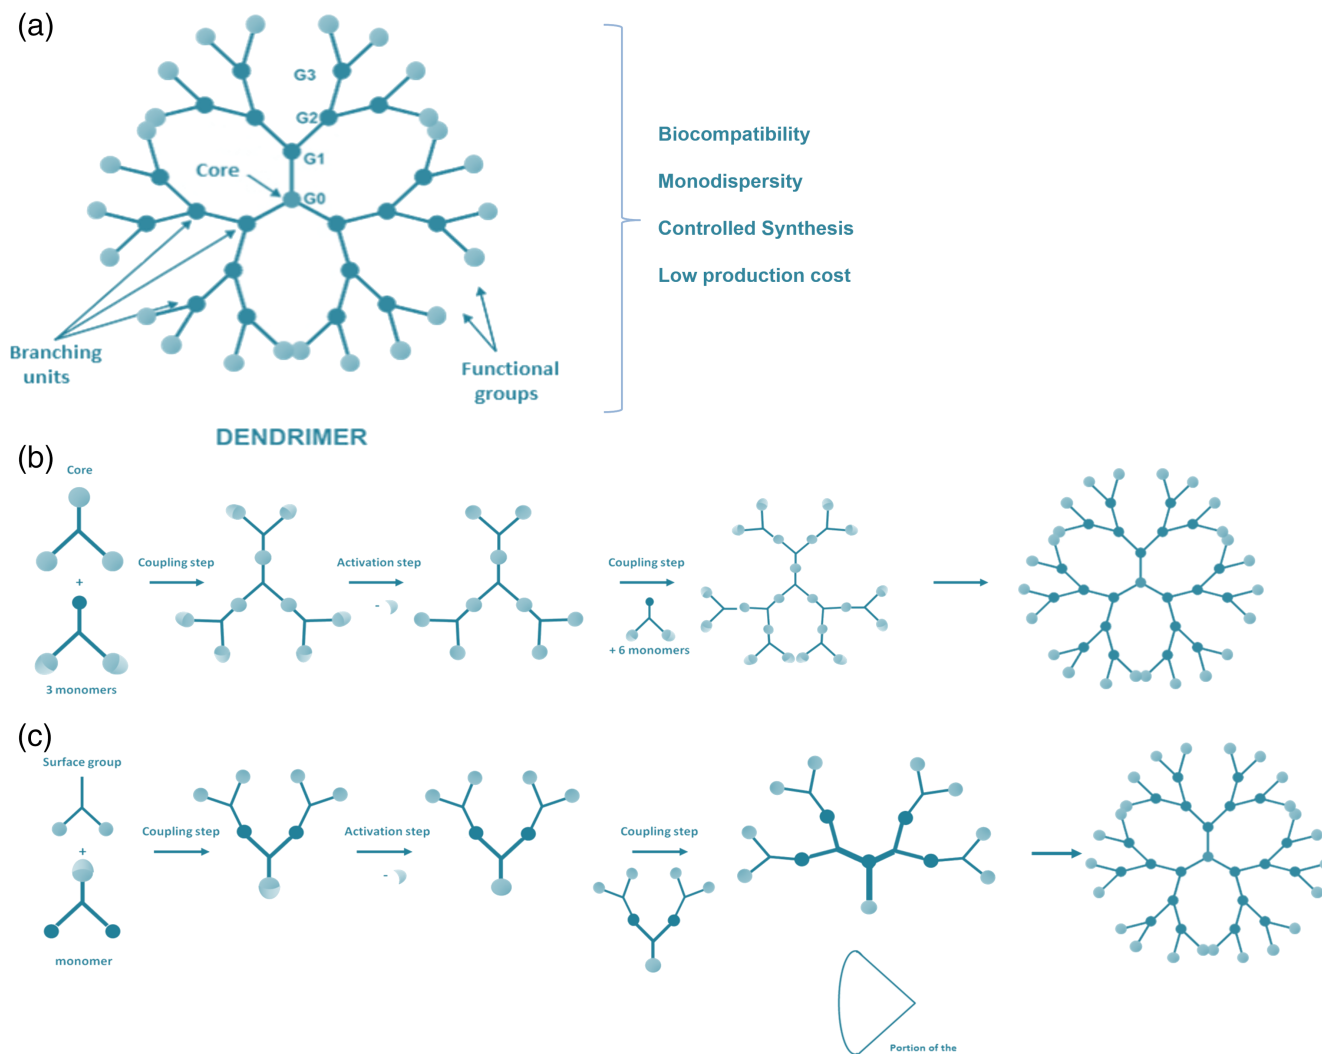 (a)
G3
G2
G1
Core
G0
Branching
units
Functional
groups
DENDRIMER
Biocompatibility
Monodispersity
Controlled Synthesis
Low production cost
(b)
Core
+
3 monomers
Coupling step
Activation step
-
Coupling step
+ 6 monomers
(c)
Surface group
+
monomer
Coupling step
Activation step
-
Coupling step
Portion of the